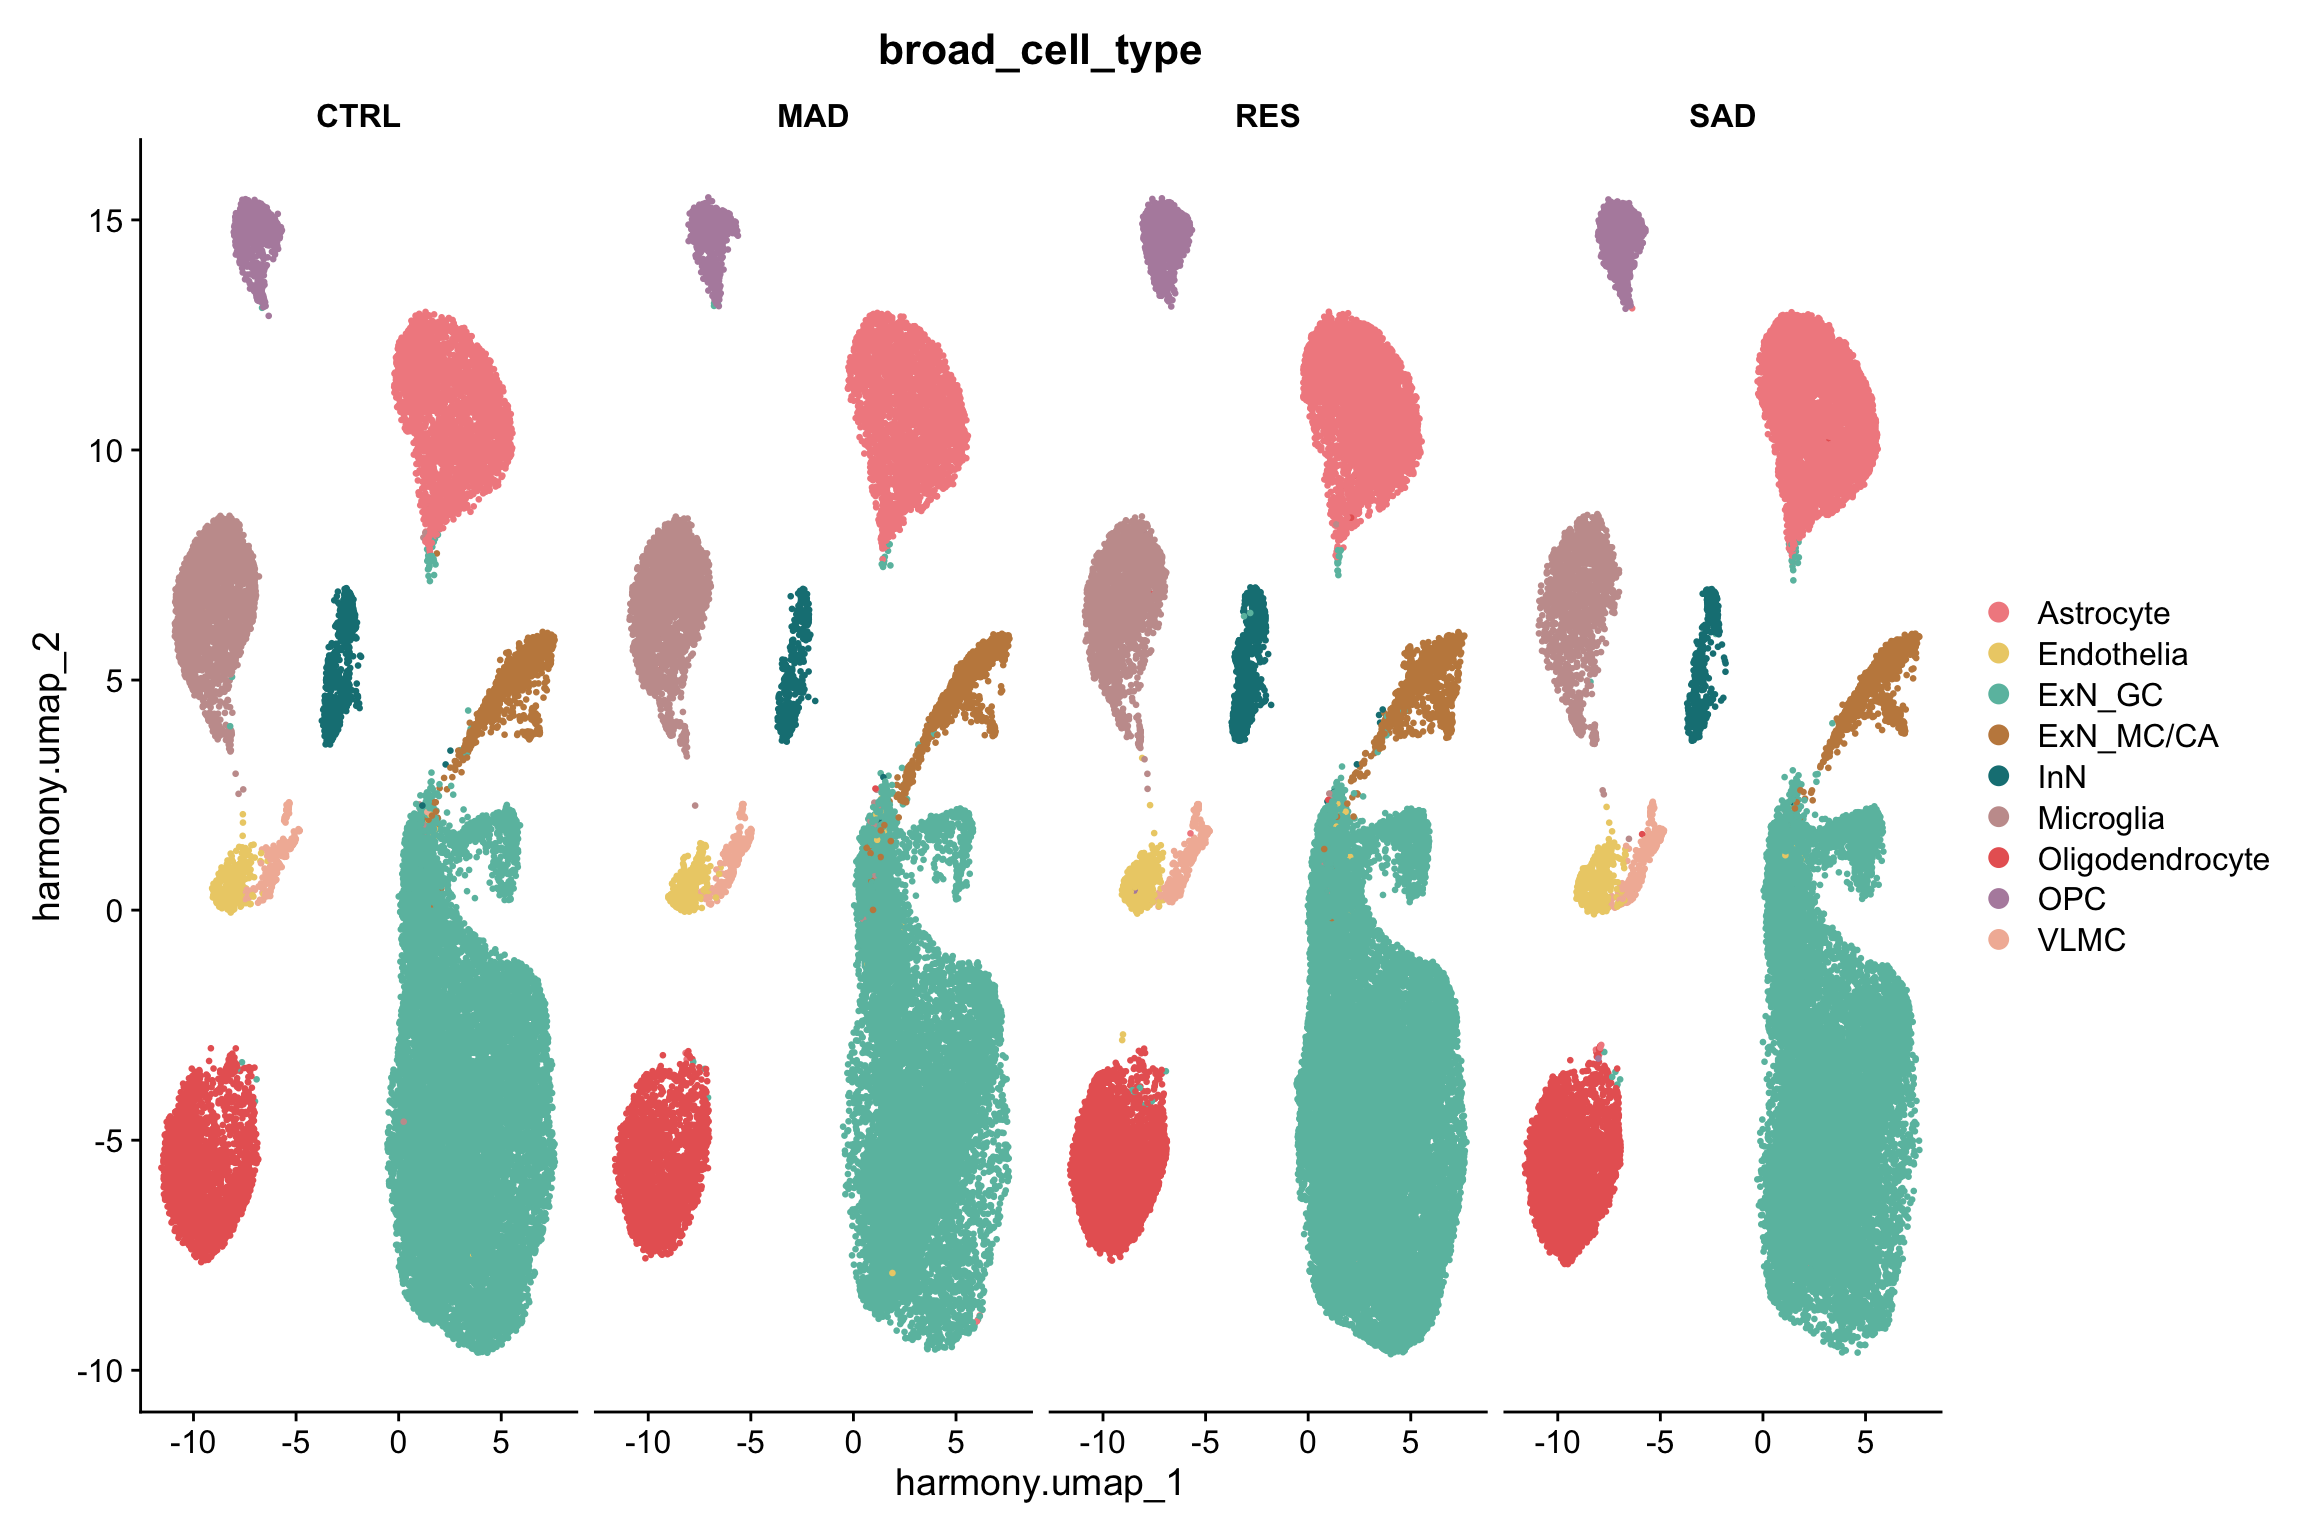 broad_cell_type
CTRL MAD RES SAD
harmony.umap_2
15
10
5
0
-5
-10
-10 -5 0 5 -10 -5 0 5 -10 -5 0 5 -10 -5 0 5
harmony.umap_1
Astrocyte
Endothelia
ExN_GC
ExN_MC/CA
InN
Microglia
Oligodendrocyte
OPC
VLMC